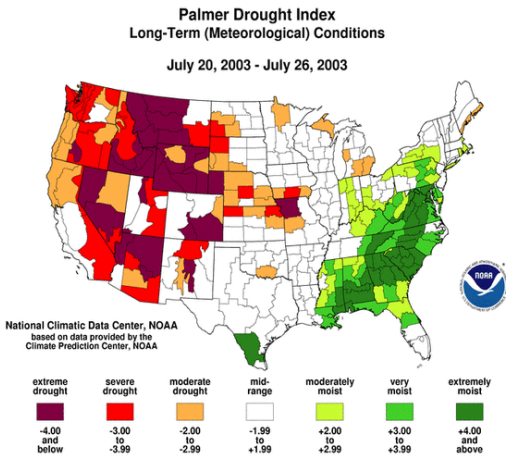 Palmer Drought Index
Long-Term (Meteorological) Conditions
July 20, 2003 - July 26, 2003
NOAA
National Climatic Data Center, NOAA
based on data provided by the
Climate Prediction Center, NOAA
extreme drought
severe drought
moderate drought
mid-range
moderately moist
very moist
extremely moist
-4.00 and below
-3.00 to -3.99
-2.00 to -2.99
-1.99 to +1.99
+2.00 to +2.99
+3.00 to +3.99
+4.00 and above